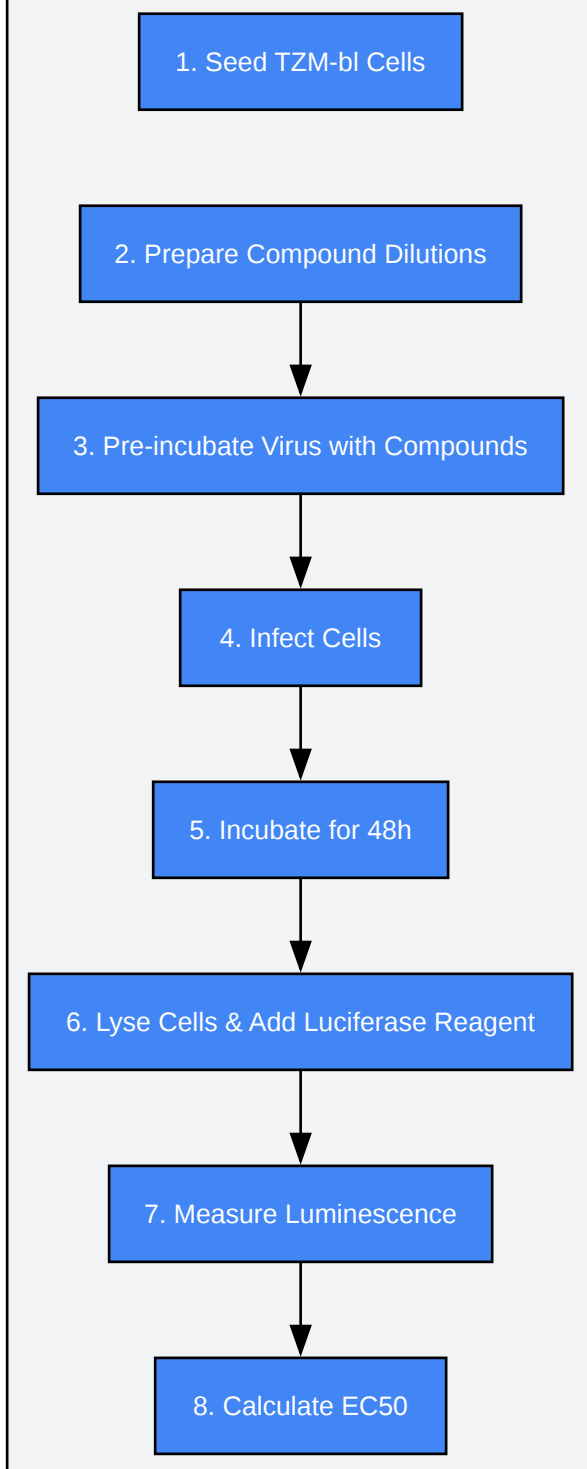 1. Seed TZM-bl Cells
2. Prepare Compound Dilutions
3. Pre-incubate Virus with Compounds
4. Infect Cells
5. Incubate for 48h
6. Lyse Cells & Add Luciferase Reagent
7. Measure Luminescence
8. Calculate EC50